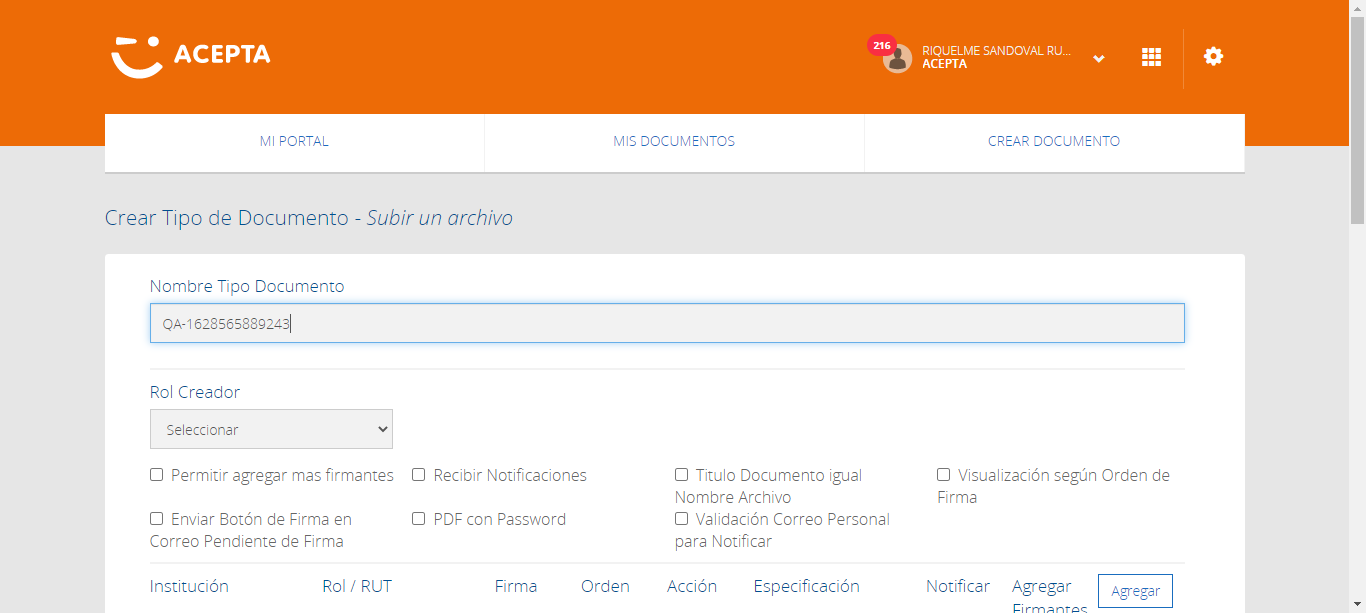 ACEPTA
216
RIQUELME SANDOVAL RU...
ACEPTA
MI PORTAL
MIS DOCUMENTOS
CREAR DOCUMENTO
Crear Tipo de Documento - Subir un archivo
Nombre Tipo Documento
QA-1628565889243
Rol Creador
Seleccionar
Permitir agregar mas firmantes
Recibir Notificaciones
Titulo Documento igual
Nombre Archivo
Visualización según Orden de
Firma
Enviar Botón de Firma en
Correo Pendiente de Firma
PDF con Password
Validación Correo Personal
para Notificar
Institución
Rol / RUT
Firma
Orden
Acción
Especificación
Notificar
Agregar
Firmantes
Agregar